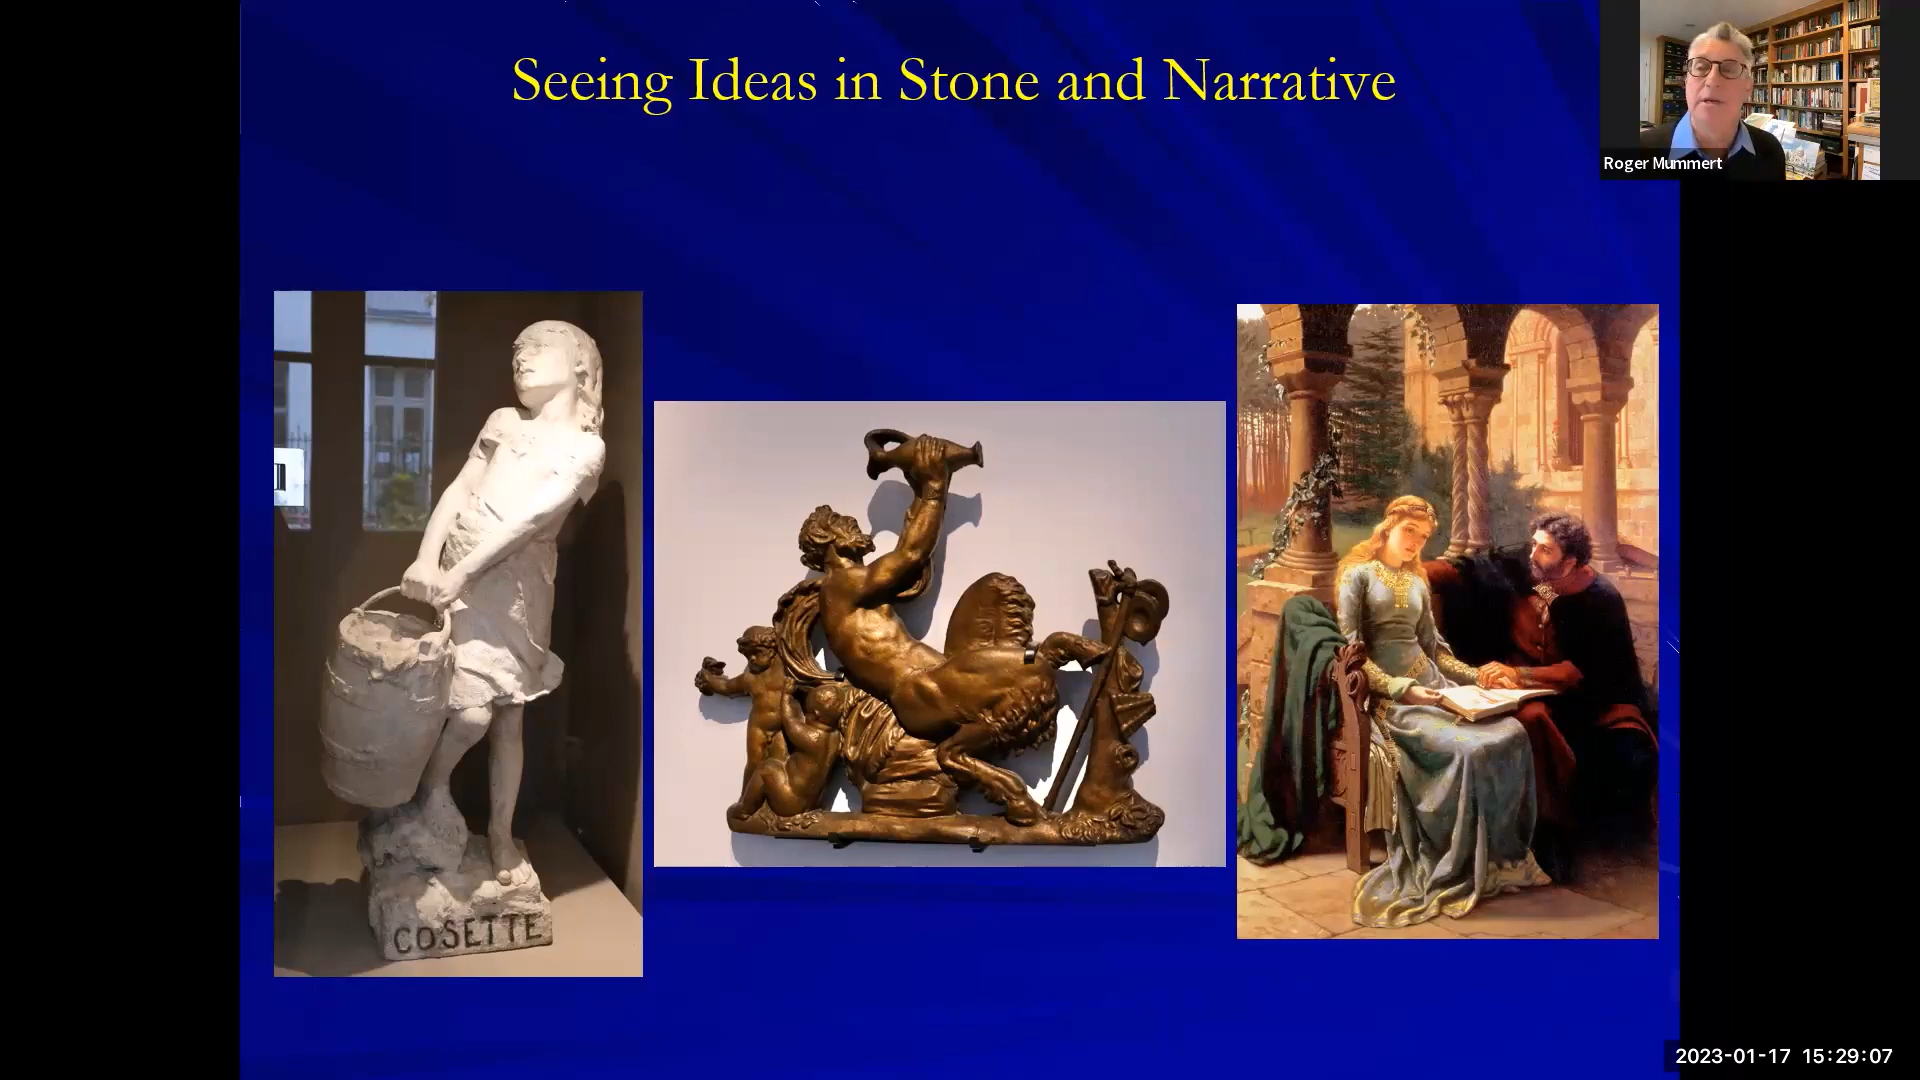 Seeing Ideas in Stone and Narrative
Roger Mummert
COSETTE
2023-01-17 15:29:07